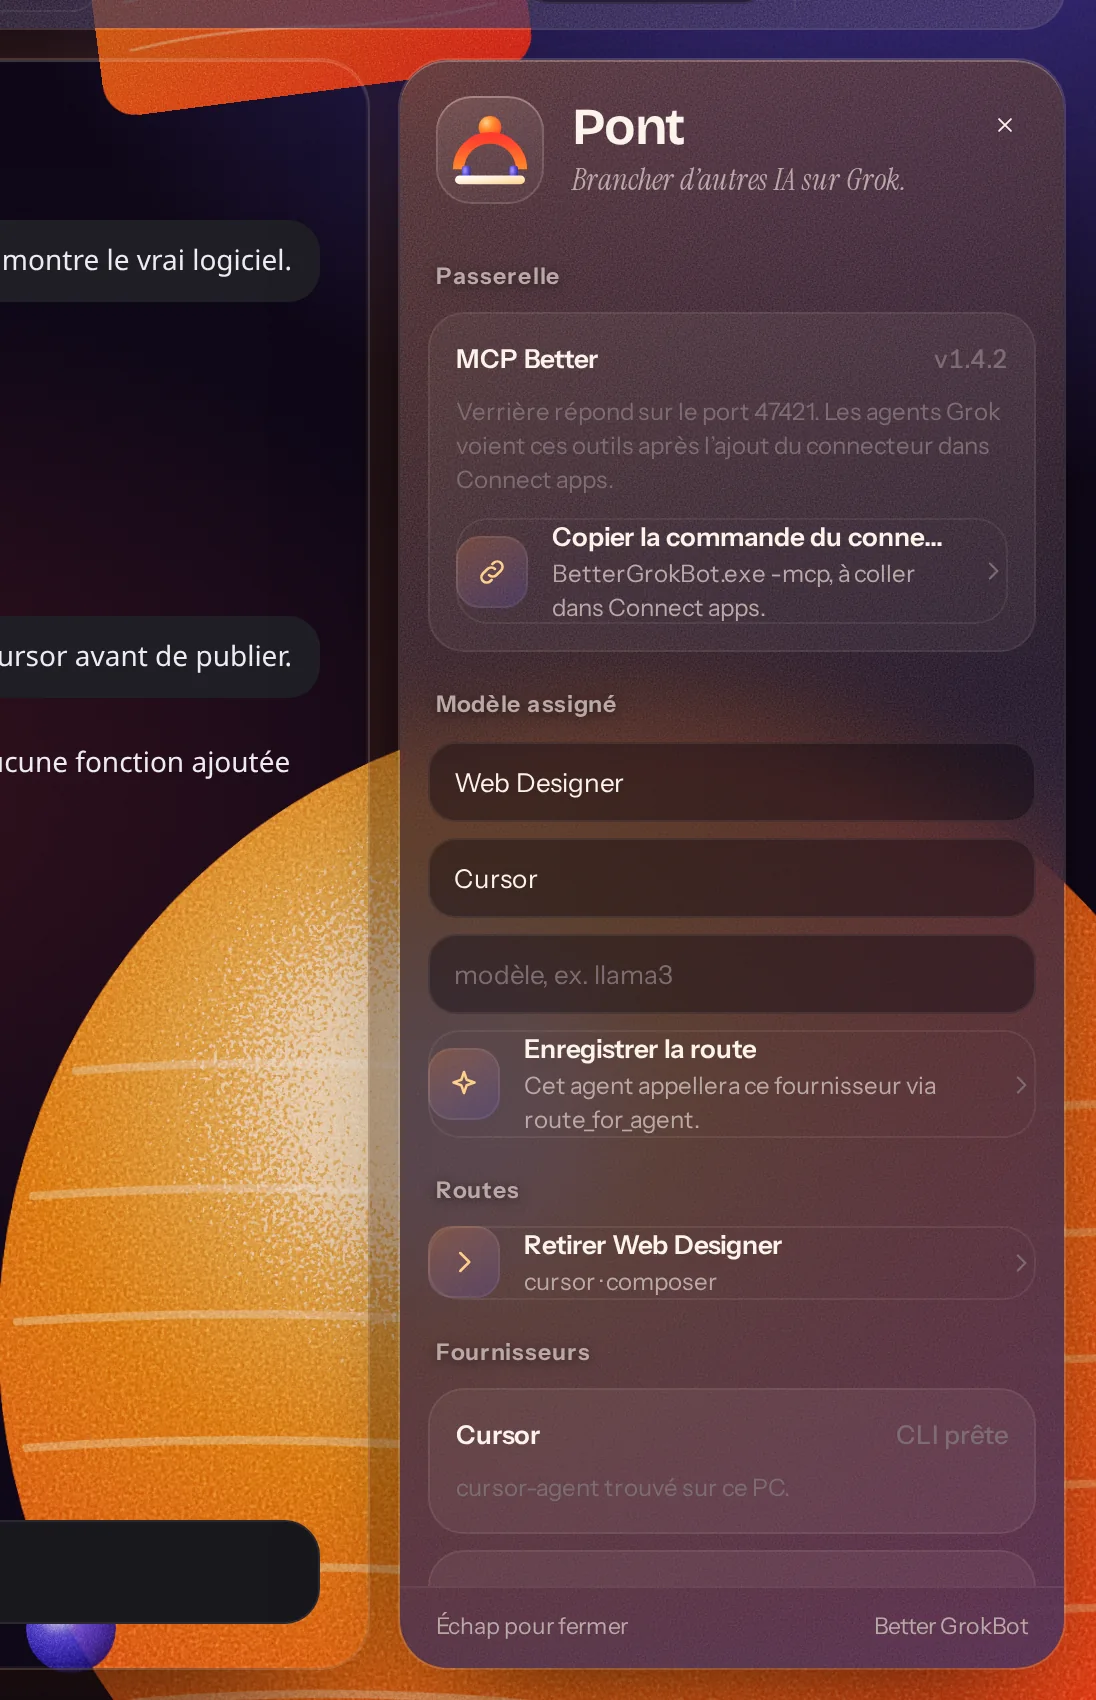 montre le vrai logiciel.
ursor avant de publier.
ucune fonction ajoutée
Pont
Brancher d’autres IA sur Grok.
Passerelle
MCP Better
v1.4.2
Verrière répond sur le port 47421. Les agents Grok
voient ces outils après l’ajout du connecteur dans
Connect apps.
Copier la commande du conne...
BetterGrokBot.exe -mcp, à coller
dans Connect apps.
Modèle assigné
Web Designer
Cursor
modèle, ex. llama3
Enregistrer la route
Cet agent appellera ce fournisseur via
route_for_agent.
Routes
Retirer Web Designer
cursor · composer
Fournisseurs
Cursor
CLI prête
cursor-agent trouvé sur ce PC.
Échap pour fermer
Better GrokBot